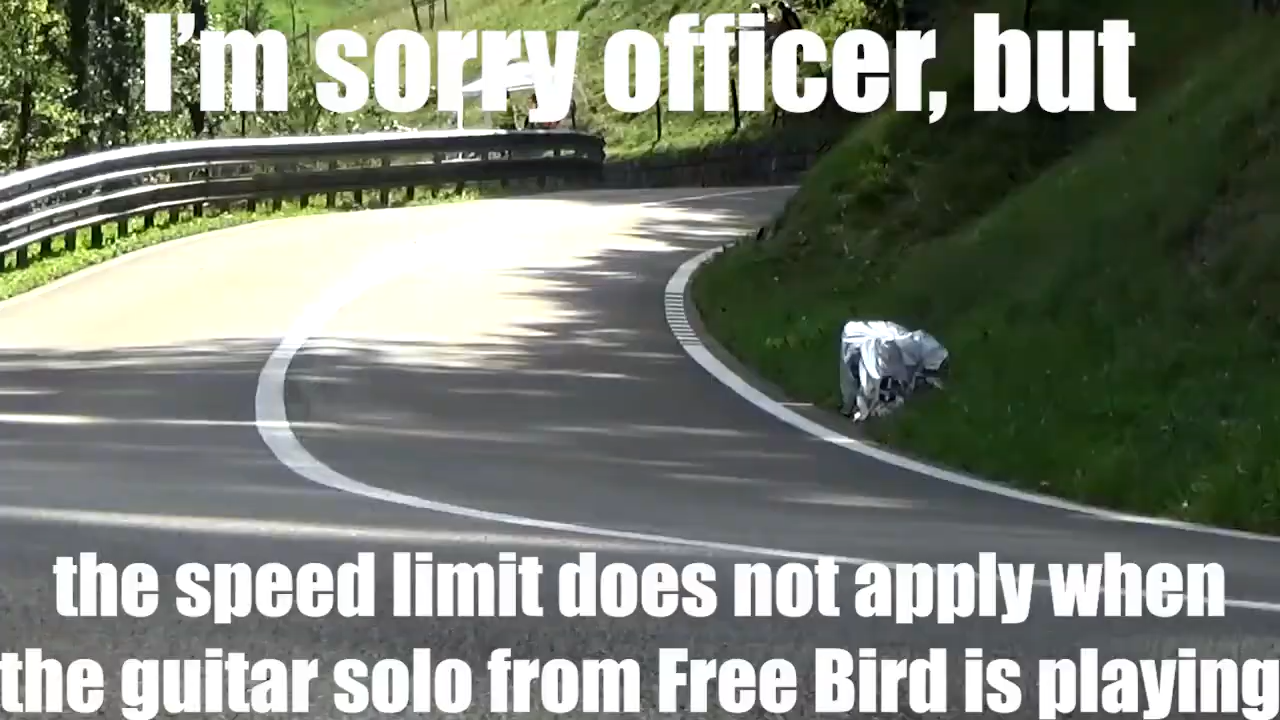 I'm sorry officer, but
the speed limit does not apply when
the guitar solo from Free Bird is playing